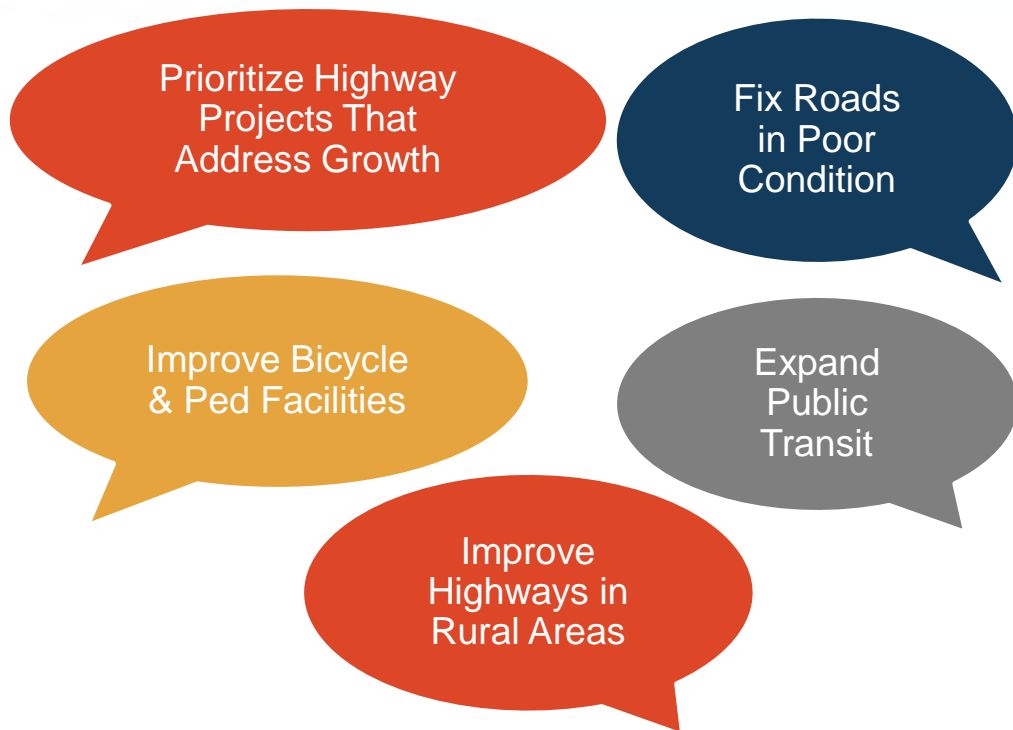 Prioritize Highway
Projects That
Address Growth
Fix Roads
in Poor
Condition
Improve Bicycle
& Ped Facilities
Expand
Public
Transit
Improve
Highways in
Rural Areas